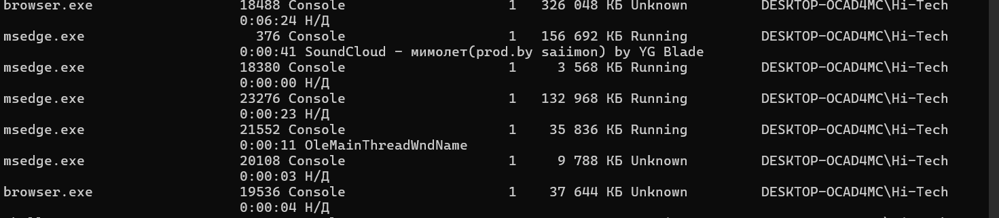 browser.exe 18488 Console 1 326 048 КБ Unknown DESKTOP-OCAD4MC\Hi-Tech
0:06:24 Н/Д
msedge.exe 376 Console 1 156 692 КБ Running DESKTOP-OCAD4MC\Hi-Tech
0:00:41 SoundCloud - мимолет(prod.by saiimon) by YG Blade
msedge.exe 18380 Console 1 3 568 КБ Running DESKTOP-OCAD4MC\Hi-Tech
0:00:00 Н/Д
msedge.exe 23276 Console 1 132 968 КБ Running DESKTOP-OCAD4MC\Hi-Tech
0:00:23 Н/Д
msedge.exe 21552 Console 1 35 836 КБ Running DESKTOP-OCAD4MC\Hi-Tech
0:00:11 OleMainThreadWndName
msedge.exe 20108 Console 1 9 788 КБ Unknown DESKTOP-OCAD4MC\Hi-Tech
0:00:03 Н/Д
browser.exe 19536 Console 1 37 644 КБ Unknown DESKTOP-OCAD4MC\Hi-Tech
0:00:04 Н/Д